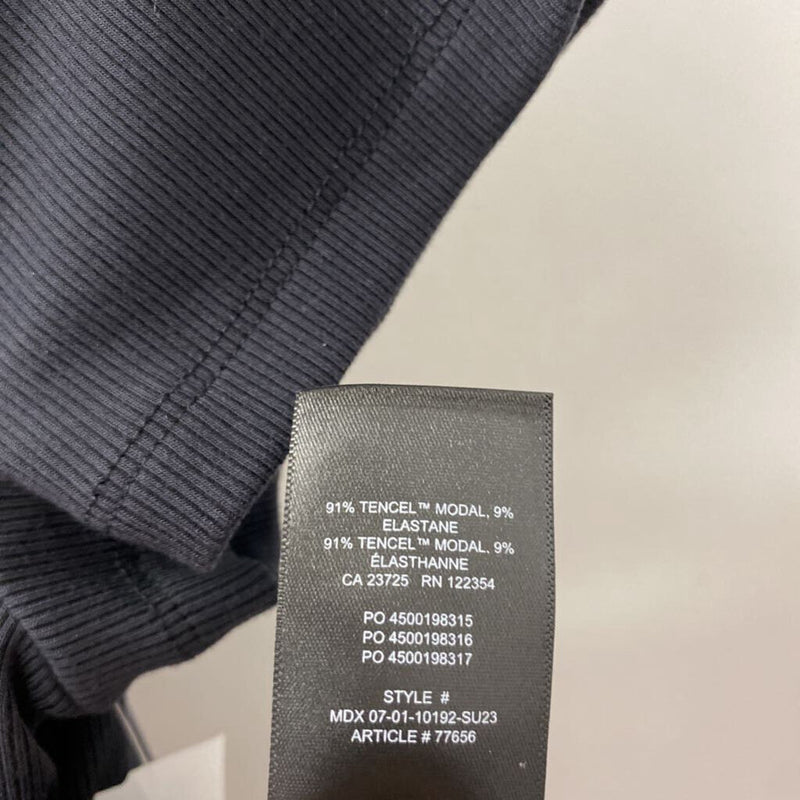 91% TENCEL™ MODAL, 9%
ELASTANE
91% TENCEL™ MODAL, 9%
ÉLASTHANNE
CA 23725 RN 122354
PO 4500198315
PO 4500198316
PO 4500198317
STYLE #
MDX 07-01-10192-SU23
ARTICLE # 77656